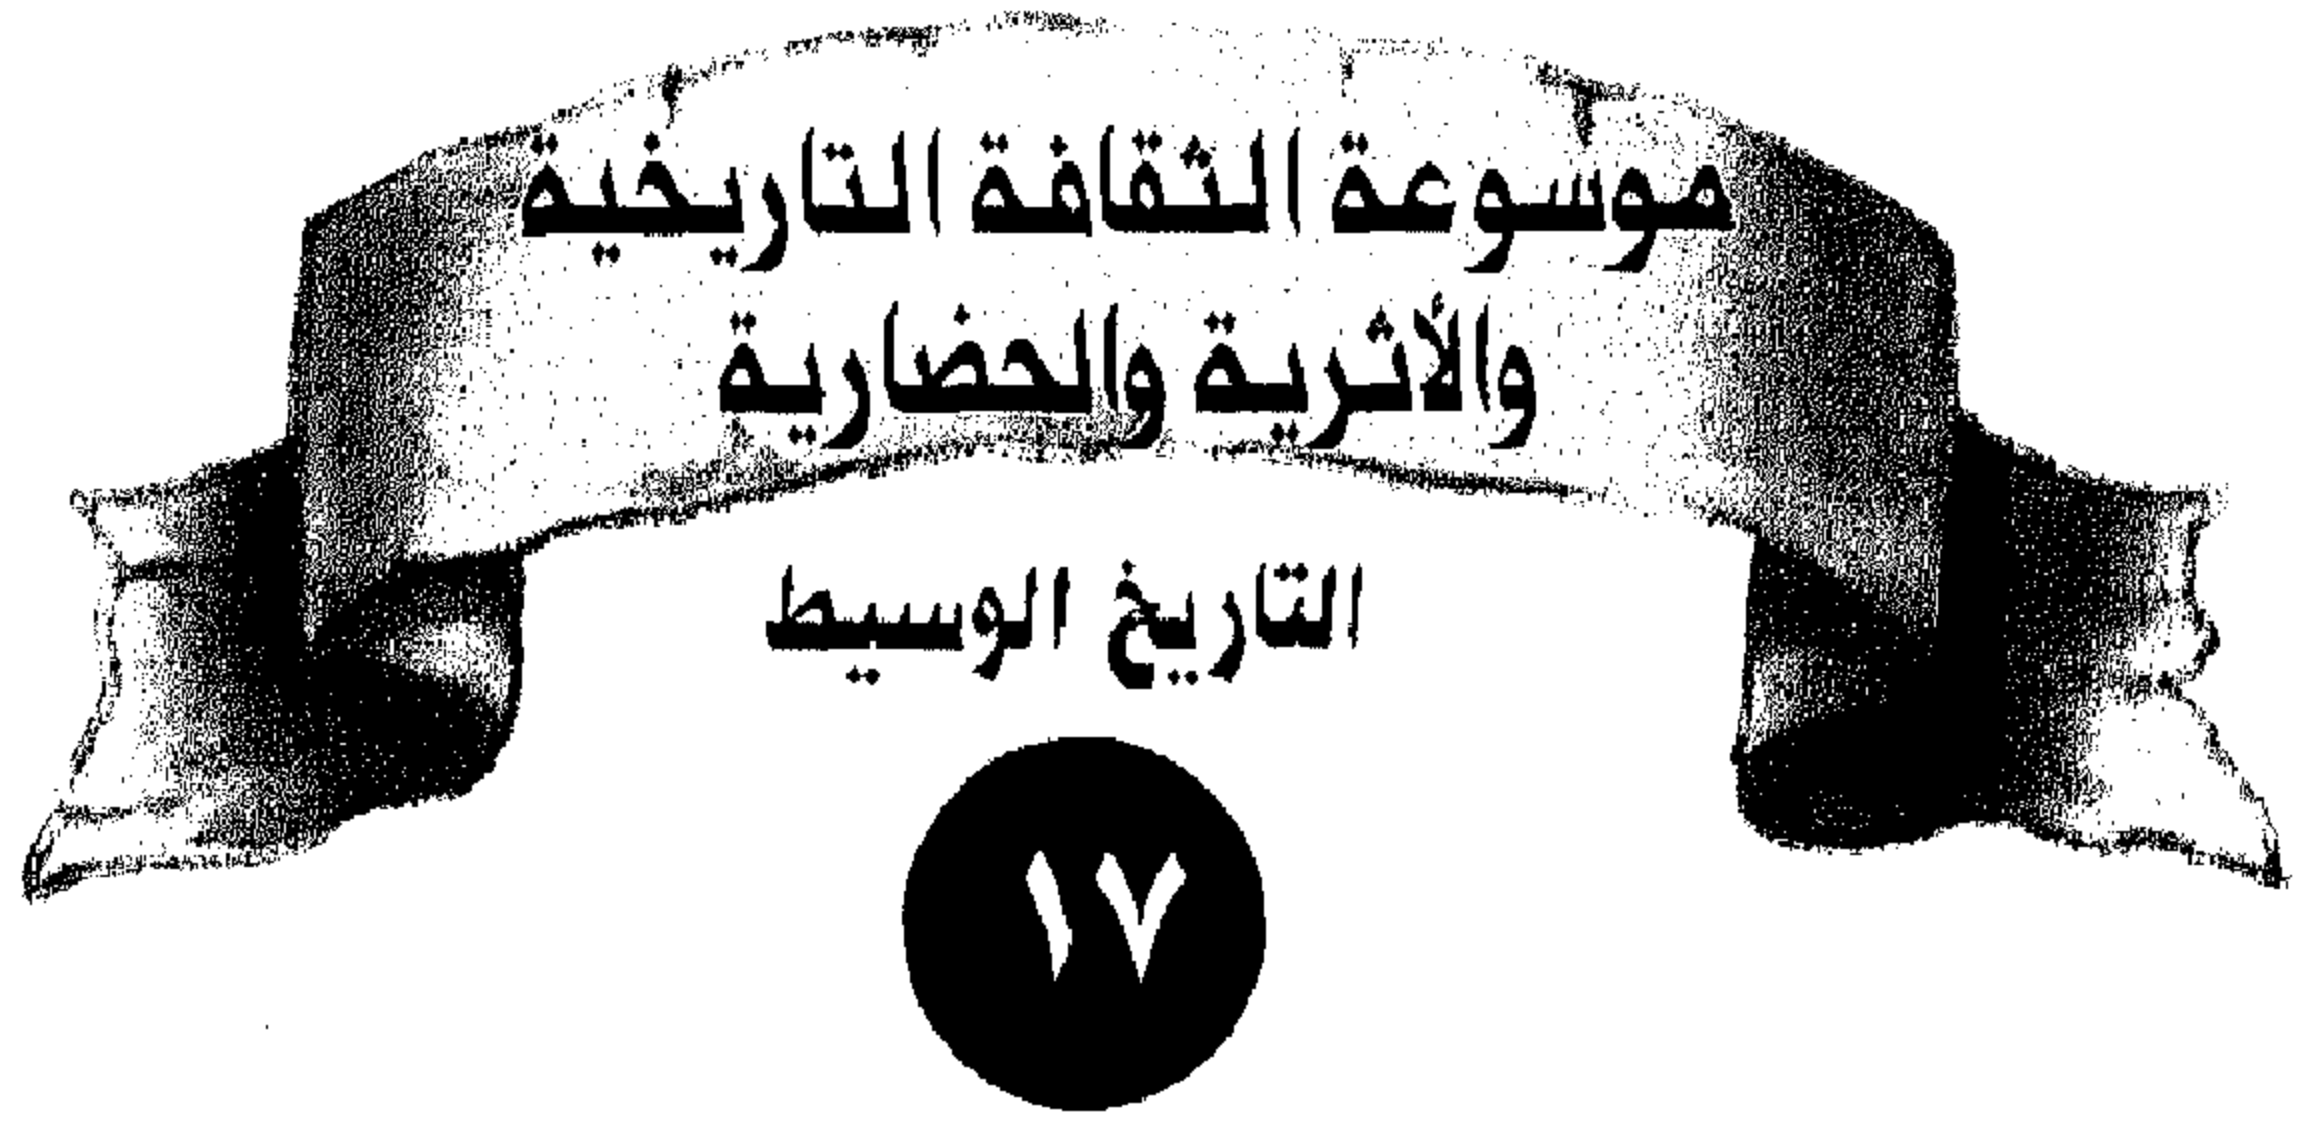 موسوعة الثقافة التاريخية
والأثرية والحضارية
التاريخ الوسيط
١٧